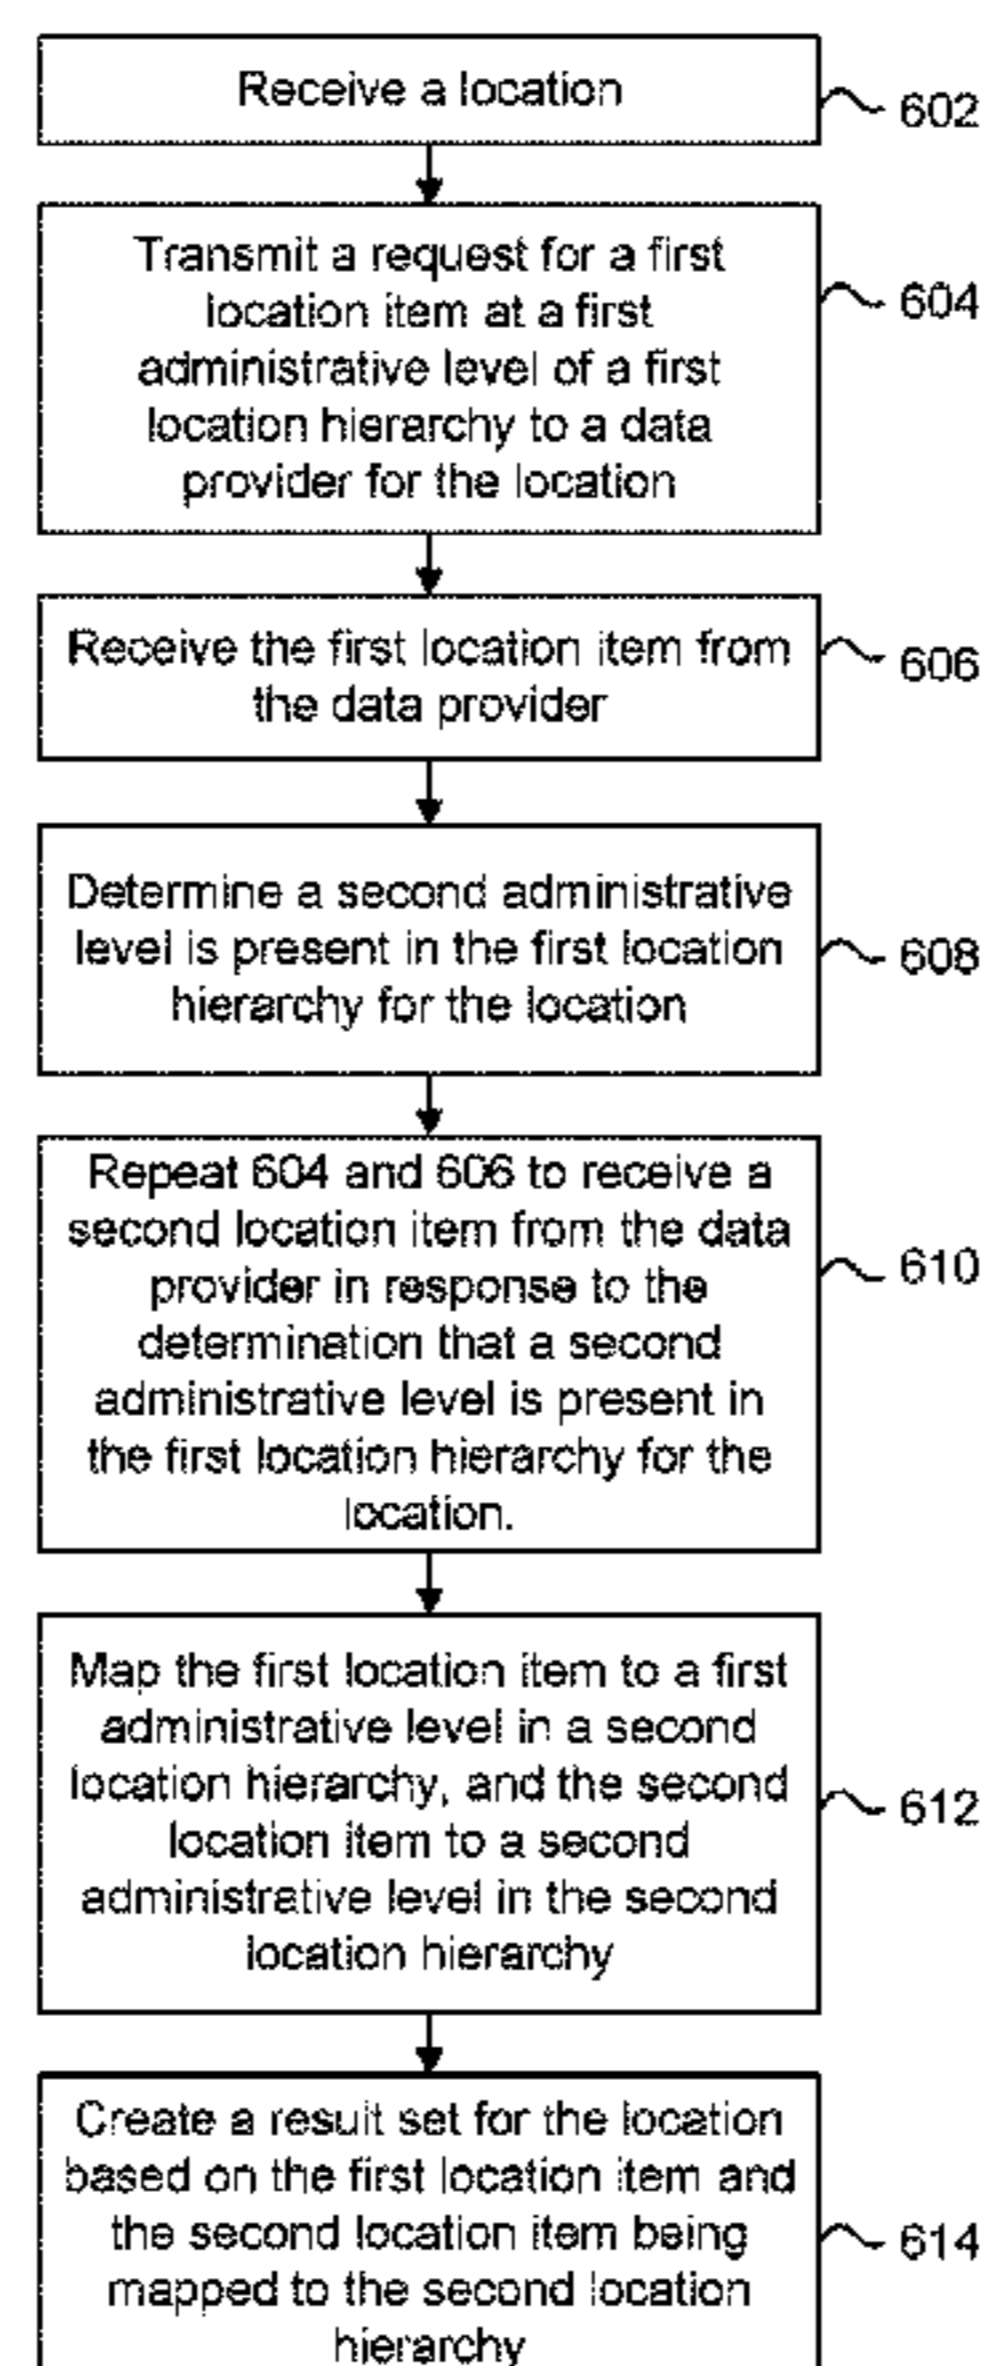 Receive a location
602
Transmit a request for a first
location item at a first
administrative level of a first
location hierarchy to a data
provider for the location
604
Receive the first location item from
the data provider
606
Determine a second administrative
level is present in the first location
hierarchy for the location
608
Repeat 604 and 606 to receive a
second location item from the data
provider in response to the
determination that a second
administrative level is present in
the first location hierarchy for the
location.
610
Map the first location item to a first
administrative level in a second
location hierarchy, and the second
location item to a second
administrative level in the second
location hierarchy
612
Create a result set for the location
based on the first location item and
the second location item being
mapped to the second location
hierarchy
614